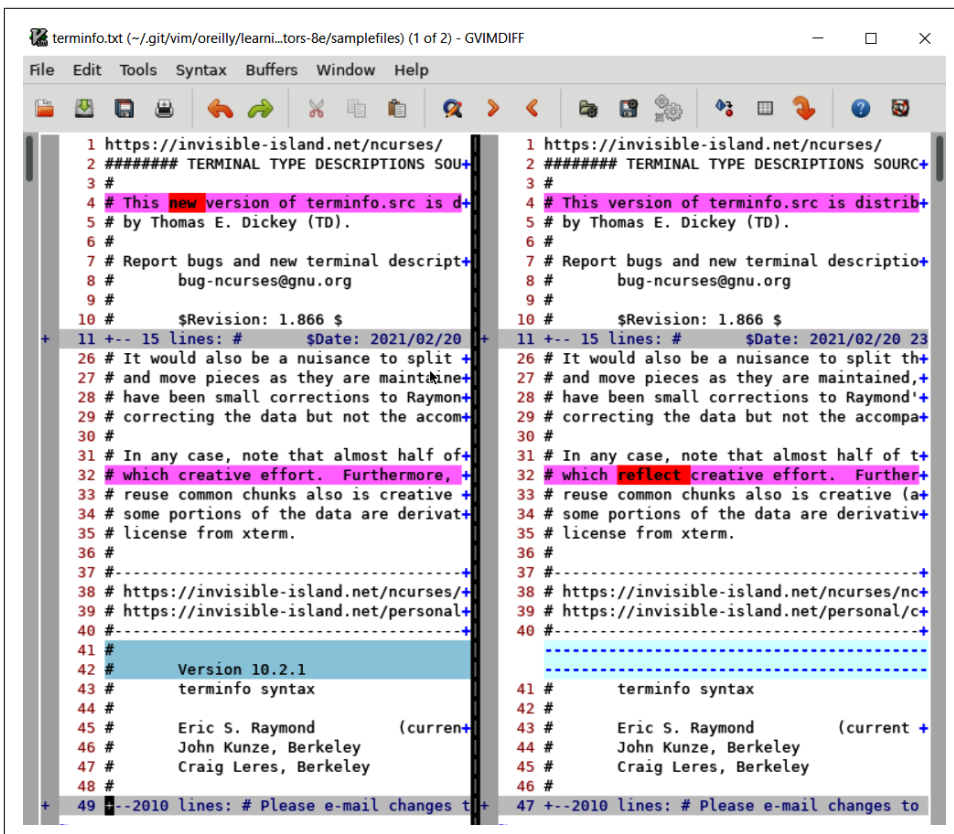 terminfo.txt (~/.git/vim/oreilly/learni...tors-8e/samplefiles) (1 of 2) - GVIMDIFF
File Edit Tools Syntax Buffers Window Help
1 https://invisible-island.net/ncurses/
2 ######## TERMINAL TYPE DESCRIPTIONS SOU+
3 #
4 # This new version of terminfo.src is d+
5 # by Thomas E. Dickey (TD).
6 #
7 # Report bugs and new terminal descript+
8 #       bug-ncurses@gnu.org
9 #
10 #       $Revision: 1.866 $
+ 11 +-- 15 lines: #       $Date: 2021/02/20
26 # It would also be a nuisance to split +
27 # and move pieces as they are maintaine+
28 # have been small corrections to Raymon+
29 # correcting the data but not the accom+
30 #
31 # In any case, note that almost half of+
32 # which creative effort.  Furthermore, +
33 # reuse common chunks also is creative +
34 # some portions of the data are derivat+
35 # license from xterm.
36 #
37 #--------------------------------------+
38 # https://invisible-island.net/ncurses/+
39 # https://invisible-island.net/personal+
40 #--------------------------------------+
41 #
42 #       Version 10.2.1
43 #       terminfo syntax
44 #
45 #       Eric S. Raymond         (curren+
46 #       John Kunze, Berkeley
47 #       Craig Leres, Berkeley
48 #
+ 49 +--2010 lines: # Please e-mail changes t
1 https://invisible-island.net/ncurses/
2 ######## TERMINAL TYPE DESCRIPTIONS SOURC+
3 #
4 # This version of terminfo.src is distrib+
5 # by Thomas E. Dickey (TD).
6 #
7 # Report bugs and new terminal descriptio+
8 #       bug-ncurses@gnu.org
9 #
10 #       $Revision: 1.866 $
+ 11 +-- 15 lines: #       $Date: 2021/02/20 23
26 # It would also be a nuisance to split th+
27 # and move pieces as they are maintained,+
28 # have been small corrections to Raymond'+
29 # correcting the data but not the accompa+
30 #
31 # In any case, note that almost half of t+
32 # which reflect creative effort.  Further+
33 # reuse common chunks also is creative (a+
34 # some portions of the data are derivativ+
35 # license from xterm.
36 #
37 #----------------------------------------+
38 # https://invisible-island.net/ncurses/nc+
39 # https://invisible-island.net/personal/c+
40 #----------------------------------------+
------------------------------------------
------------------------------------------
41 #       terminfo syntax
42 #
43 #       Eric S. Raymond         (current +
44 #       John Kunze, Berkeley
45 #       Craig Leres, Berkeley
46 #
+ 47 +--2010 lines: # Please e-mail changes to